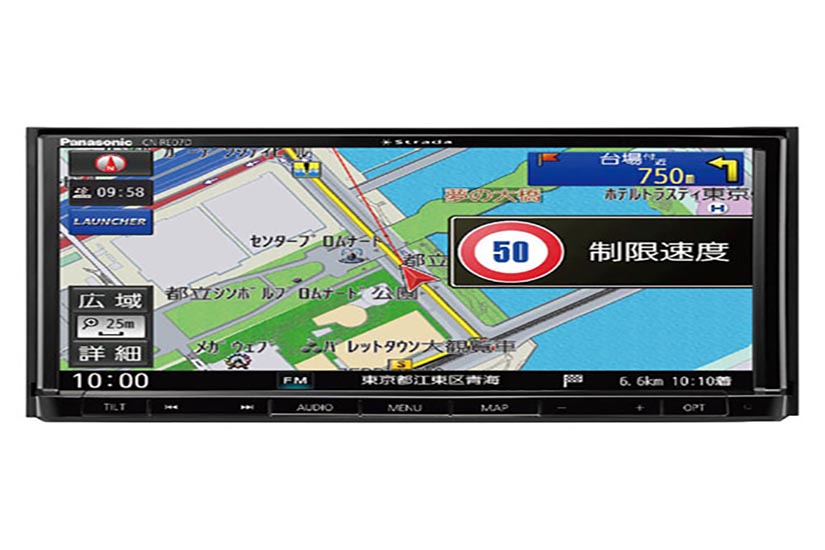 Panasonic CN-RE07D
Strada
09:58
LAUNCHER
台場付近
750m
夢の大橋
ホテルトラスティ東京
センタープロムナード
50 制限速度
都立
都立シンボルプロムナード公園
広域
25m
詳細
メガウェブ
パレットタウン大観覧車
10:00
FM
東京都江東区青海
6.6km 10:10着
TILT
AUDIO
MENU
MAP
− +
OPT